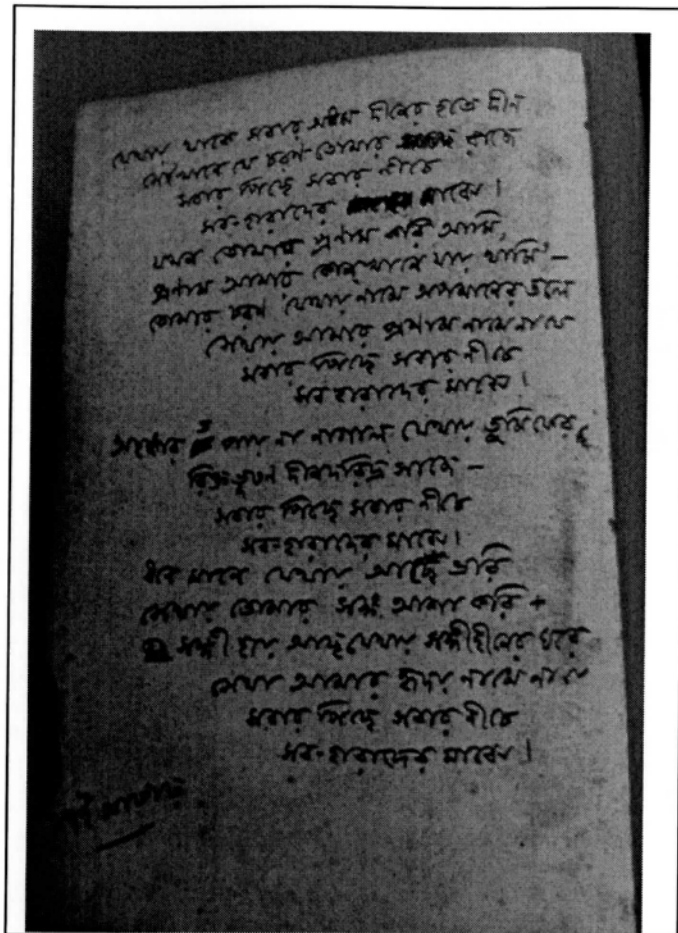 যেথায় থাকে সবার অধম দীনের হতে দীন
সেইখানে যে চরণ তোমার রাজে
সবার পিছে সবার নীচে
সব-হারাদের মাঝে।
যখন তোমায় প্রণাম করি আমি,
প্রণাম আমার কোন্‌খানে যায় থামি—
তোমার চরণ যেথায় নামে অপমানের তলে
সেথায় আমার প্রণাম নামে না যে
সবার পিছে সবার নীচে
সব হারাদের মাঝে।
অহঙ্কার ত পায় না নাগাল যেথায় তুমি ফের
রিক্তভূষণ দীনদরিদ্র সাজে—
সবার পিছে সবার নীচে
সব-হারাদের মাঝে।
ধনে মানে যেথায় আছে ভরি
সেথায় তোমার সঙ্গ আশা করি
সঙ্গী হয়ে আছ যেথায় সঙ্গীহীনের ঘরে
সেথা আমার হৃদয় নামে না যে
সবার পিছে সবার নীচে
সব-হারাদের মাঝে।